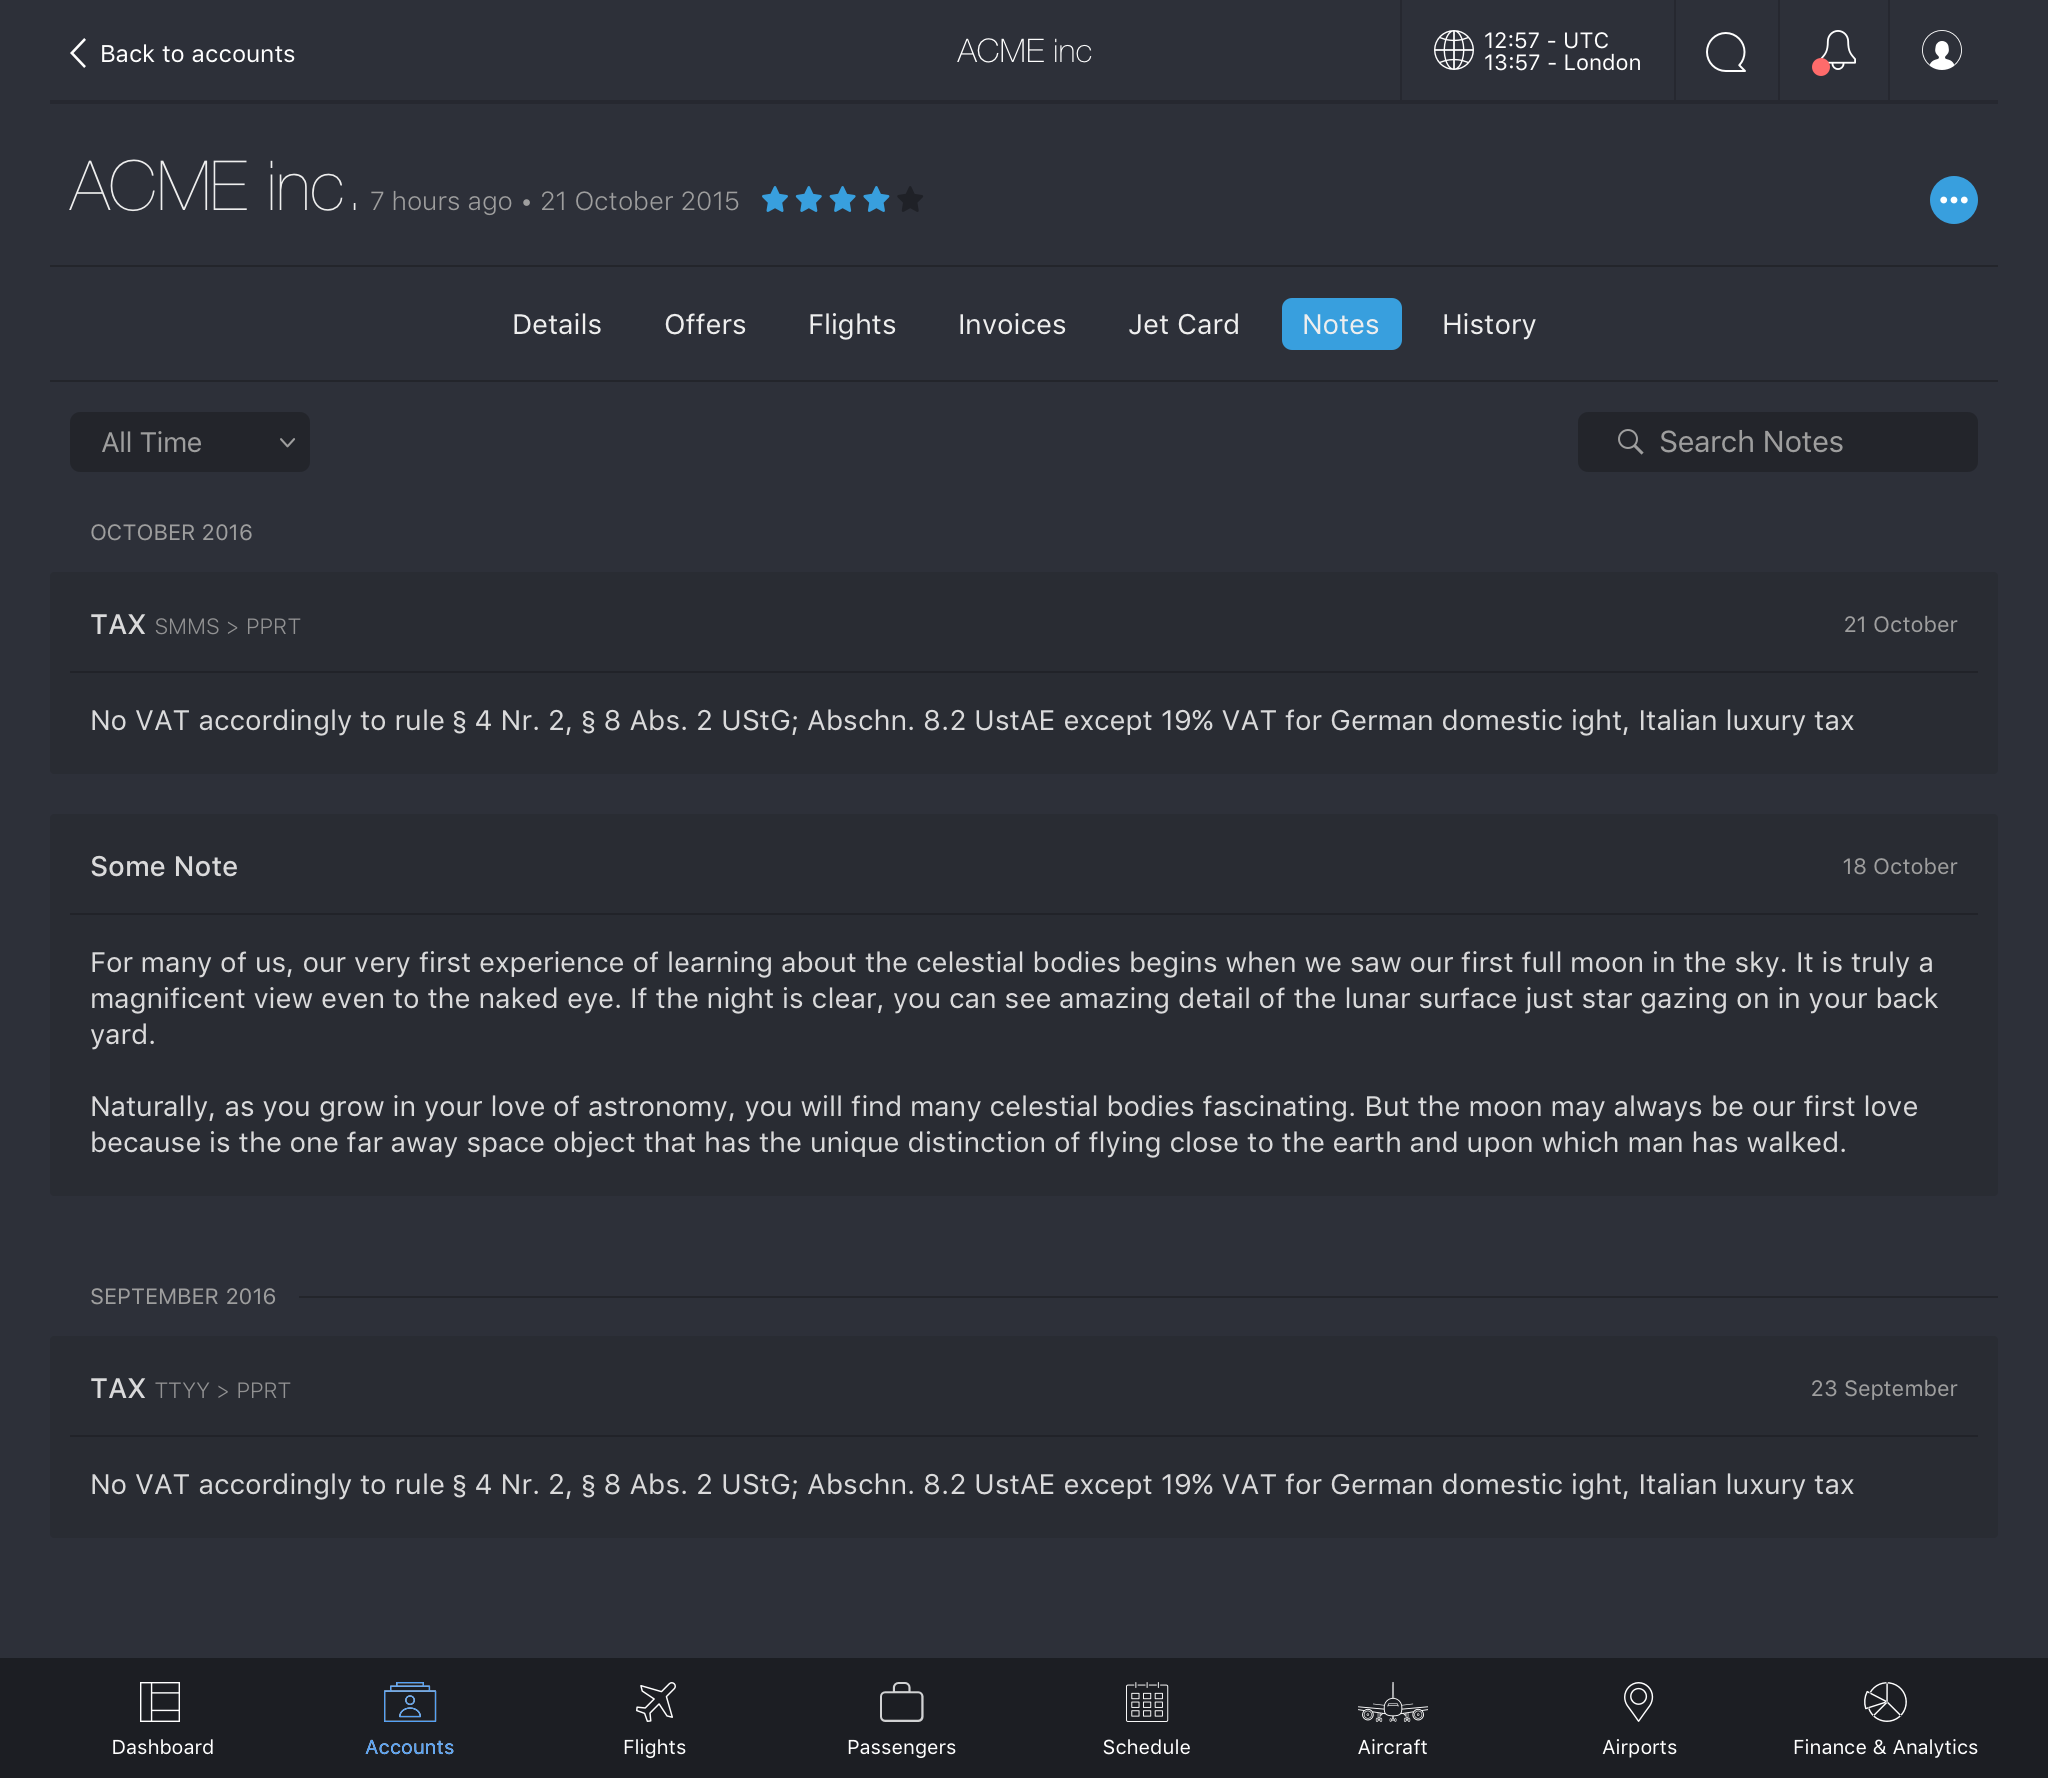 Back to accounts
ACME inc
12:57 - UTC
13:57 - London
ACME inc. 7 hours ago • 21 October 2015
Details Offers Flights Invoices Jet Card Notes History
All Time
Search Notes
OCTOBER 2016
TAX SMMS > PPRT
21 October
No VAT accordingly to rule § 4 Nr. 2, § 8 Abs. 2 UStG; Abschn. 8.2 UstAE except 19% VAT for German domestic ight, Italian luxury tax
Some Note
18 October
For many of us, our very first experience of learning about the celestial bodies begins when we saw our first full moon in the sky. It is truly a
magnificent view even to the naked eye. If the night is clear, you can see amazing detail of the lunar surface just star gazing on in your back
yard.
Naturally, as you grow in your love of astronomy, you will find many celestial bodies fascinating. But the moon may always be our first love
because is the one far away space object that has the unique distinction of flying close to the earth and upon which man has walked.
SEPTEMBER 2016
TAX TTYY > PPRT
23 September
No VAT accordingly to rule § 4 Nr. 2, § 8 Abs. 2 UStG; Abschn. 8.2 UstAE except 19% VAT for German domestic ight, Italian luxury tax
Dashboard Accounts Flights Passengers Schedule Aircraft Airports Finance & Analytics